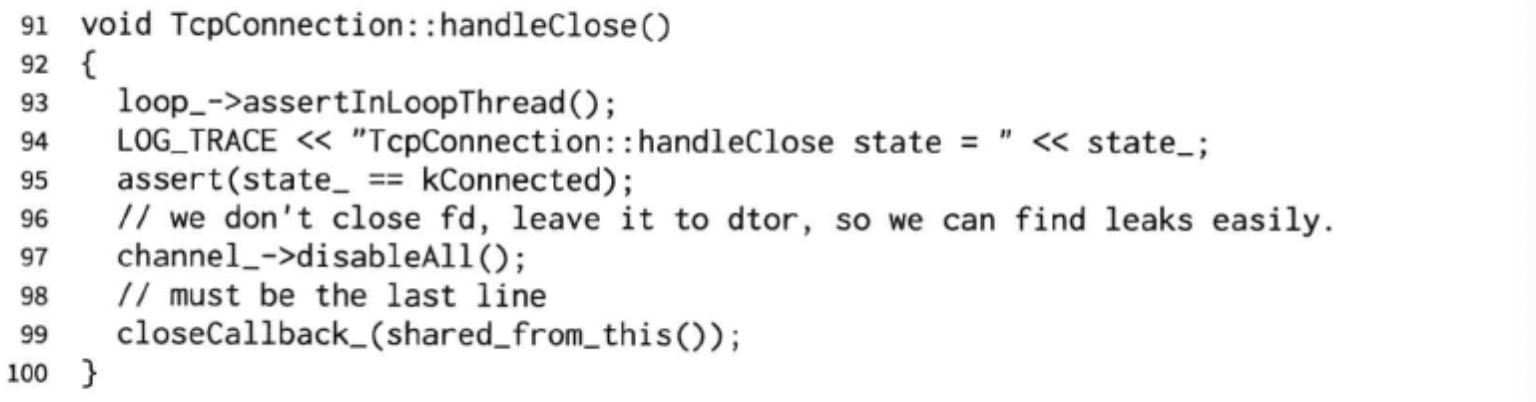 91 void TcpConnection::handleClose()
92 {
93 loop_->assertInLoopThread();
94 LOG_TRACE << "TcpConnection::handleClose state = " << state_;
95 assert(state_ == kConnected);
96 // we don't close fd, leave it to dtor, so we can find leaks easily.
97 channel_->disableAll();
98 // must be the last line
99 closeCallback_(shared_from_this());
100 }